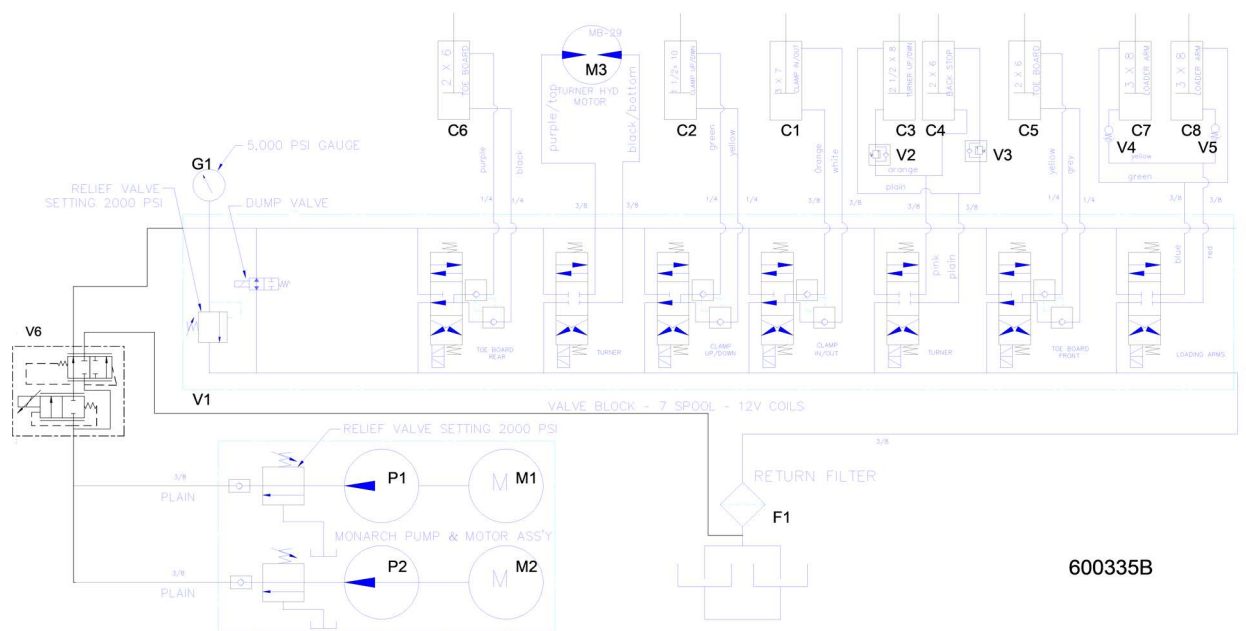 MB-29
M3
TURNER HYD
MOTOR
purple/top
black/bottom
2 X 6
TOE BOARD
C6
purple
black
3 1/2 X 10
CLAMP UP/DWN
C2
green
yellow
3 X 7
CLAMP IN/OUT
C1
Orange
white
2 1/2 X 8
TURNER UP/DWN
C3
2 X 6
BACK STOP
C4
V2
V3
orange
plain
2 X 6
TOE BOARD
C5
yellow
grey
3 X 8
LOADER ARM
C7
3 X 8
LOADER ARM
C8
V4
V5
yellow
green
G1
5,000 PSI GAUGE
RELIEF VALVE
SETTING 2000 PSI
DUMP VALVE
1/4
1/4
3/8
3/8
1/4
1/4
3/8
3/8
3/8
3/8
1/4
1/4
3/8
3/8
pink
plain
blue
red
V6
V1
TOE BOARD
REAR
TURNER
CLAMP
UP/DOWN
CLAMP
IN/OUT
TURNER
TOE BOARD
FRONT
LOADING ARMS
VALVE BLOCK - 7 SPOOL - 12V COILS
RELIEF VALVE SETTING 2000 PSI
3/8
3/8
PLAIN
P1
M
M1
RETURN FILTER
F1
MONARCH PUMP & MOTOR ASS'Y
3/8
PLAIN
P2
M
M2
600335B